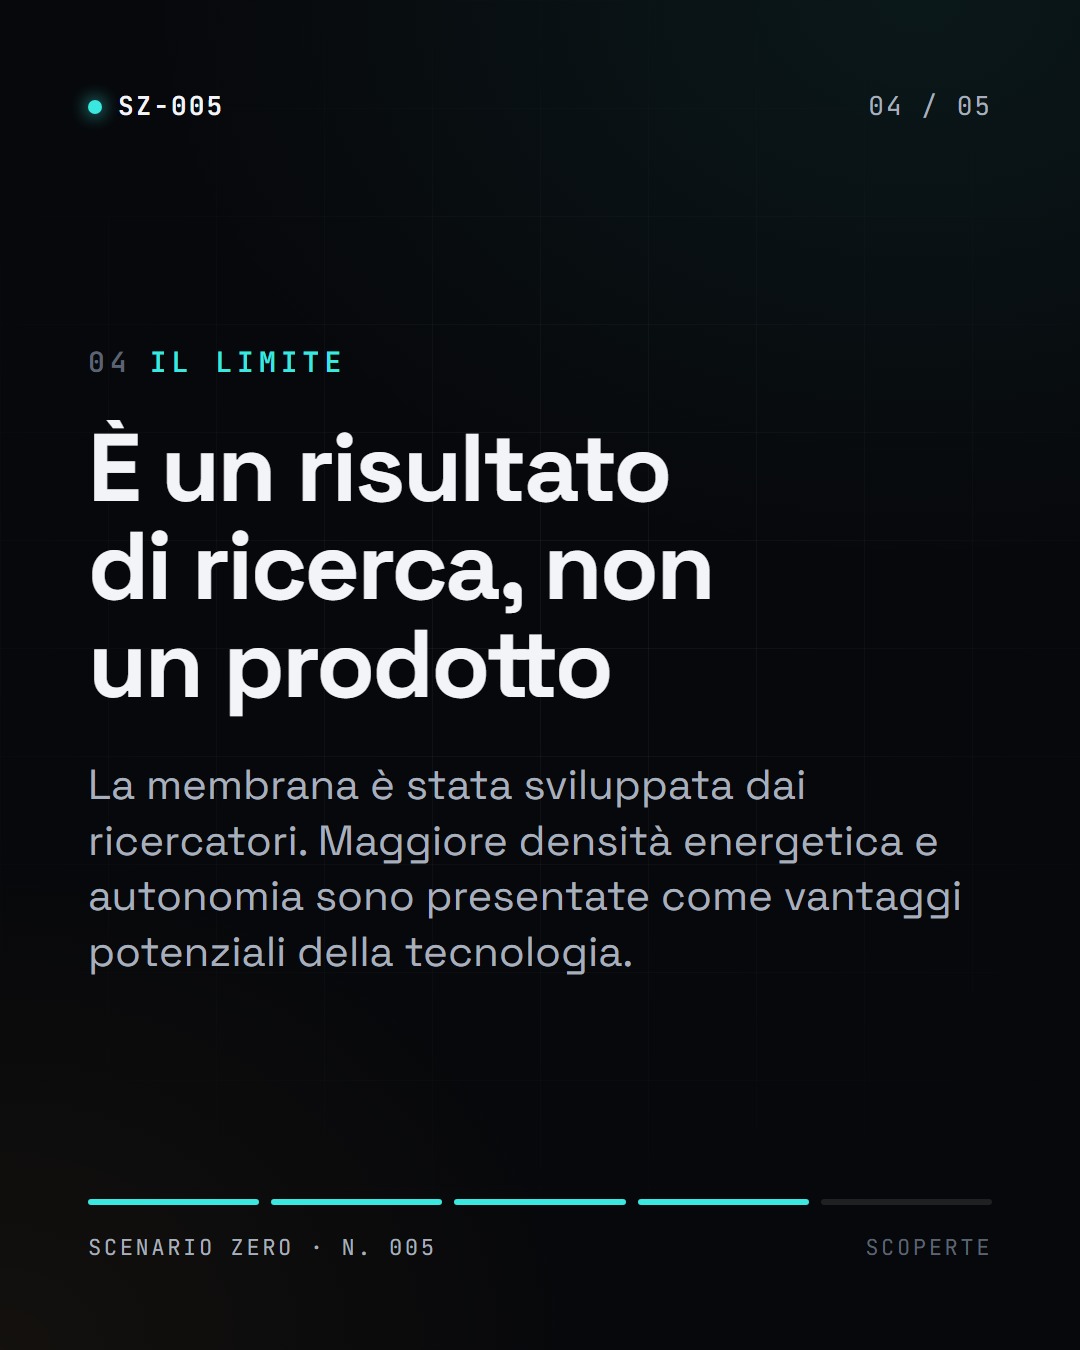 SZ-005
04 / 05
04 IL LIMITE
È un risultato
di ricerca, non
un prodotto
La membrana è stata sviluppata dai
ricercatori. Maggiore densità energetica e
autonomia sono presentate come vantaggi
potenziali della tecnologia.
SCENARIO ZERO · N. 005
SCOPERTE